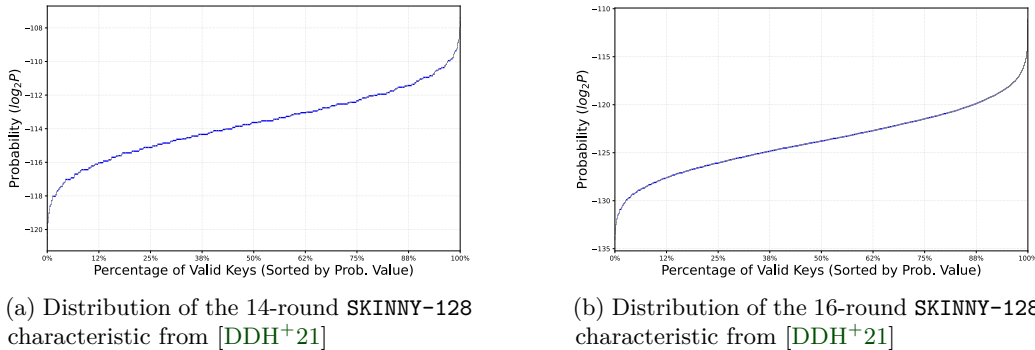 −108
−110
−112
−114
−116
−118
−120
Probability (log₂P)
0% 12% 25% 38% 50% 62% 75% 88% 100%
Percentage of Valid Keys (Sorted by Prob. Value)
(a) Distribution of the 14-round SKINNY-128
characteristic from [DDH+21]
−110
−115
−120
−125
−130
−135
Probability (log₂P)
0% 12% 25% 38% 50% 62% 75% 88% 100%
Percentage of Valid Keys (Sorted by Prob. Value)
(b) Distribution of the 16-round SKINNY-128
characteristic from [DDH+21]